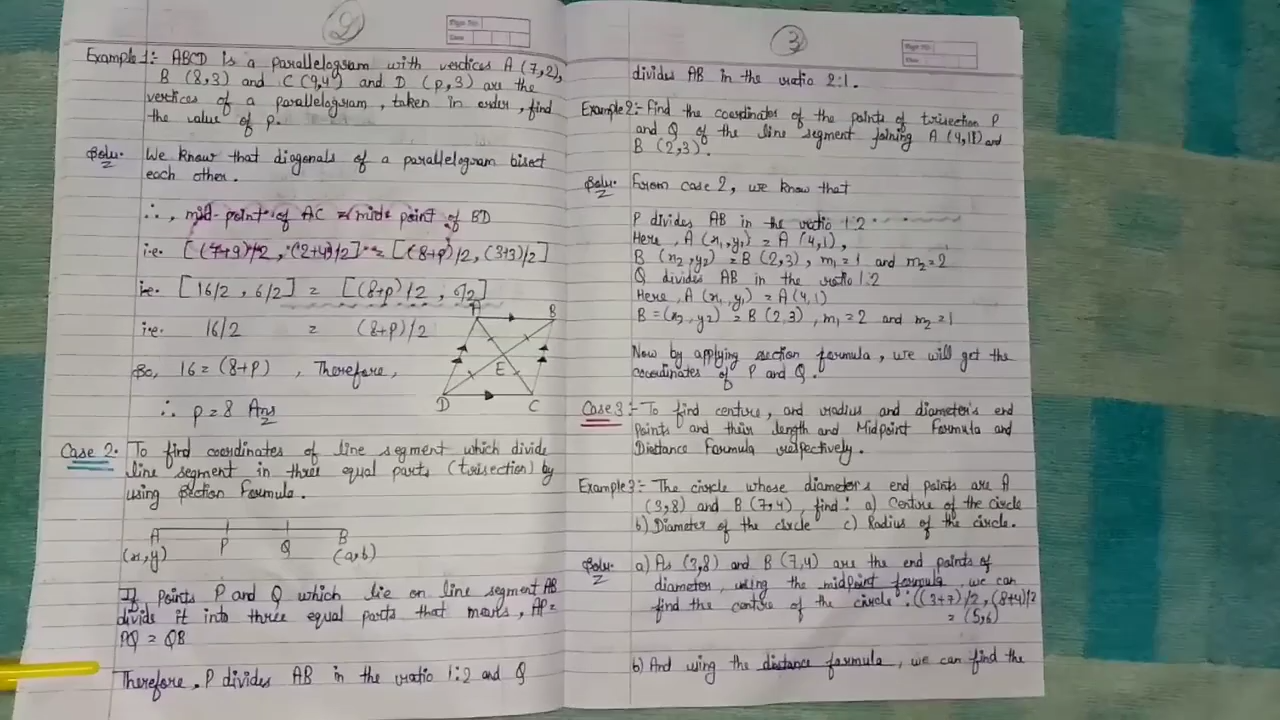 2
Page No:
Date
Example 1:- ABCD is a parallelogram with vertices A (7,2),
B (8,3) and C (9,4) and D (p,3) are the
vertices of a parallelogram, taken in order, find
the value of p.
Solu. We know that diagonals of a parallelogram bisect
each other.
∴, mid-point of AC = mid point of BD
i.e. [(7+9)/2, (2+4)/2] = [(8+p)/2, (3+3)/2]
i.e. [16/2, 6/2] = [(8+p)/2, 6/2]
i.e. 16/2 = (8+p)/2
So, 16 = (8+p), Therefore,
∴ p=8 Ans
A B
E
D C
Case 2. To find coordinates of line segment which divide
line segment in three equal parts (trisection) by
using Section Formula.
A P Q B
(x,y) (a,b)
If Points P and Q which lie on line segment AB
divids it into three equal parts that means, AP=
PQ = QB
Therefore, P divides AB in the ratio 1:2 and Q
3
Page No:
Date
divides AB in the ratio 2:1.
Example 2:- Find the coordinates of the points of trisection P
and Q of the line segment joining A (4,1) and
B (2,3).
Solu. From case 2, we know that
P divides AB in the ratio 1:2
Here, A (x₁,y₁) = A (4,1),
B (x₂,y₂) = B (2,3), m₁=1 and m₂=2
Q divides AB in the ratio 1:2
Here, A (x₁,y₁) = A (4,1)
B = (x₂,y₂) = B (2,3), m₁=2 and m₂=1
Now by applying section formula, we will get the
coordinates of P and Q.
Case 3:- To find centure, and radius and diameter's end
points and their length and Midpoint Formula and
Distance Formula respectively.
Example 3:- The circle whose diameter's end points are A
(3,8) and B (7,4), find: a) Centure of the circle
b) Diameter of the circle c) Radius of the circle.
Solu. a) As (3,8) and B (7,4) are the end points of
diameter, using the midpoint formula, we can
find the centure of the circle: ((3+7)/2, (8+4)/2
= (5,6)
b) And using the distance formula, we can find the